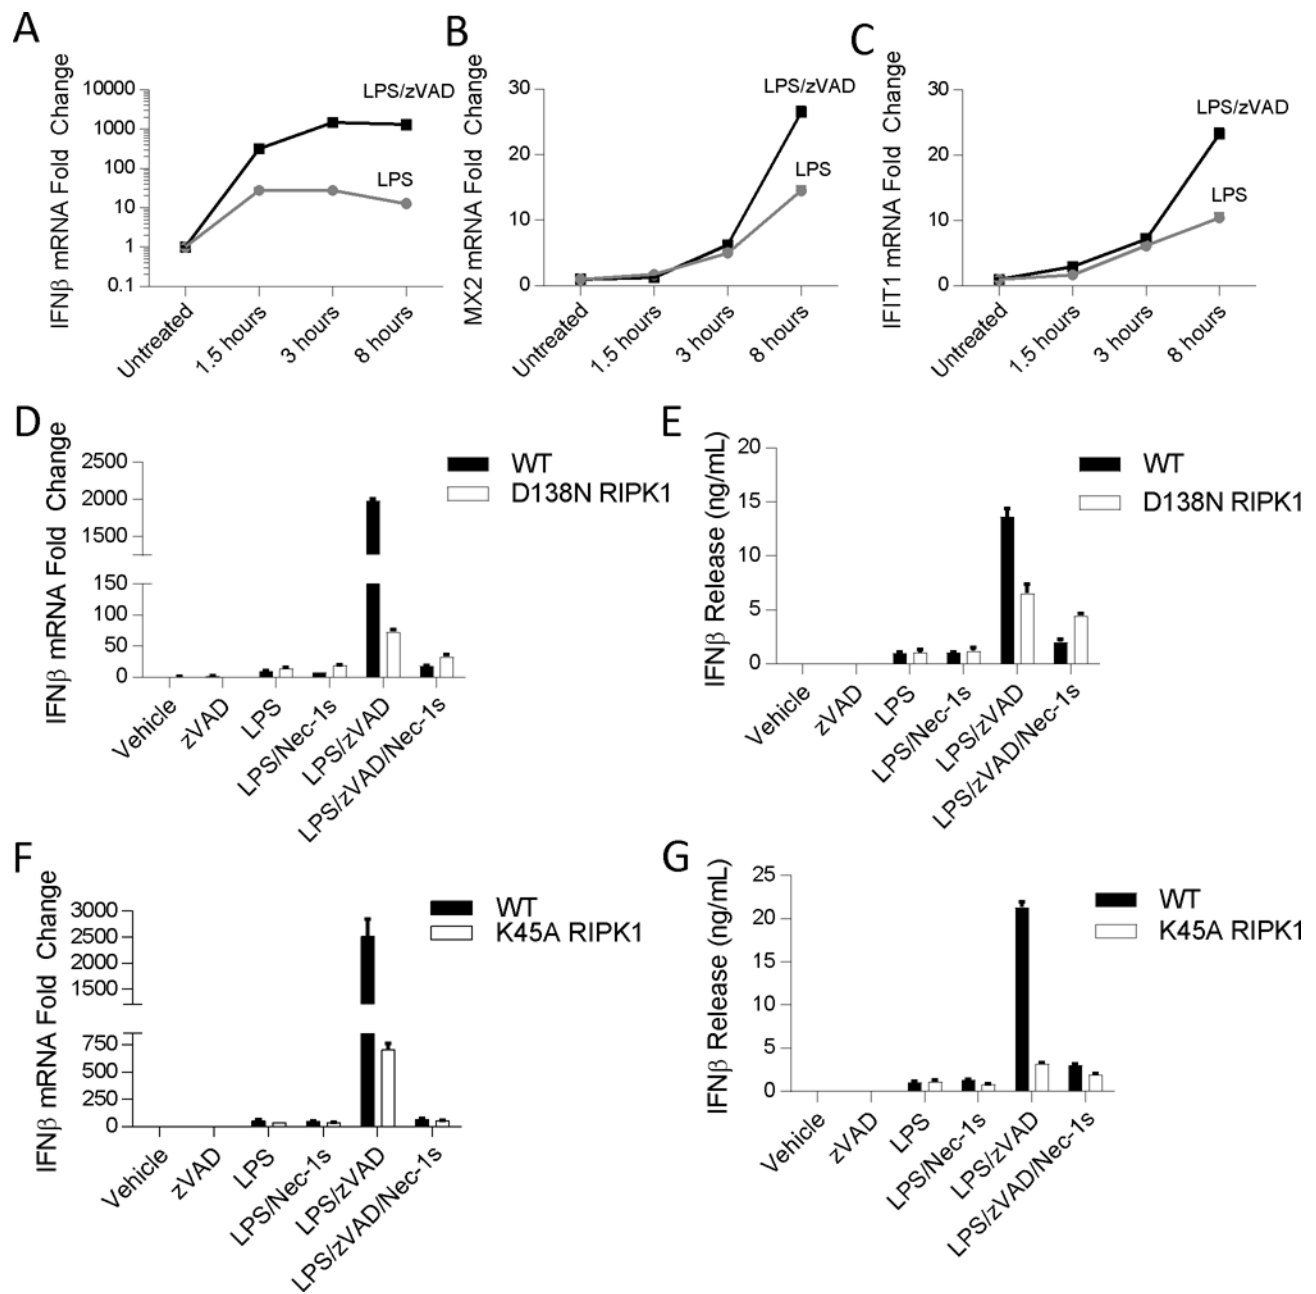 A
IFNβ mRNA Fold Change
10000
1000
100
10
1
0.1
LPS/zVAD
LPS
Untreated
1.5 hours
3 hours
8 hours
B
MX2 mRNA Fold Change
30
20
10
0
LPS/zVAD
LPS
Untreated
1.5 hours
3 hours
8 hours
C
IFIT1 mRNA Fold Change
30
20
10
0
LPS/zVAD
LPS
Untreated
1.5 hours
3 hours
8 hours
D
IFNβ mRNA Fold Change
2500
2000
1500
150
100
50
0
WT
D138N RIPK1
Vehicle
zVAD
LPS
LPS/Nec-1s
LPS/zVAD
LPS/zVAD/Nec-1s
E
IFNβ Release (ng/mL)
20
15
10
5
0
WT
D138N RIPK1
Vehicle
zVAD
LPS
LPS/Nec-1s
LPS/zVAD
LPS/zVAD/Nec-1s
F
IFNβ mRNA Fold Change
3000
2500
2000
1500
750
500
250
0
WT
K45A RIPK1
Vehicle
zVAD
LPS
LPS/Nec-1s
LPS/zVAD
LPS/zVAD/Nec-1s
G
IFNβ Release (ng/mL)
25
20
15
10
5
0
WT
K45A RIPK1
Vehicle
zVAD
LPS
LPS/Nec-1s
LPS/zVAD
LPS/zVAD/Nec-1s